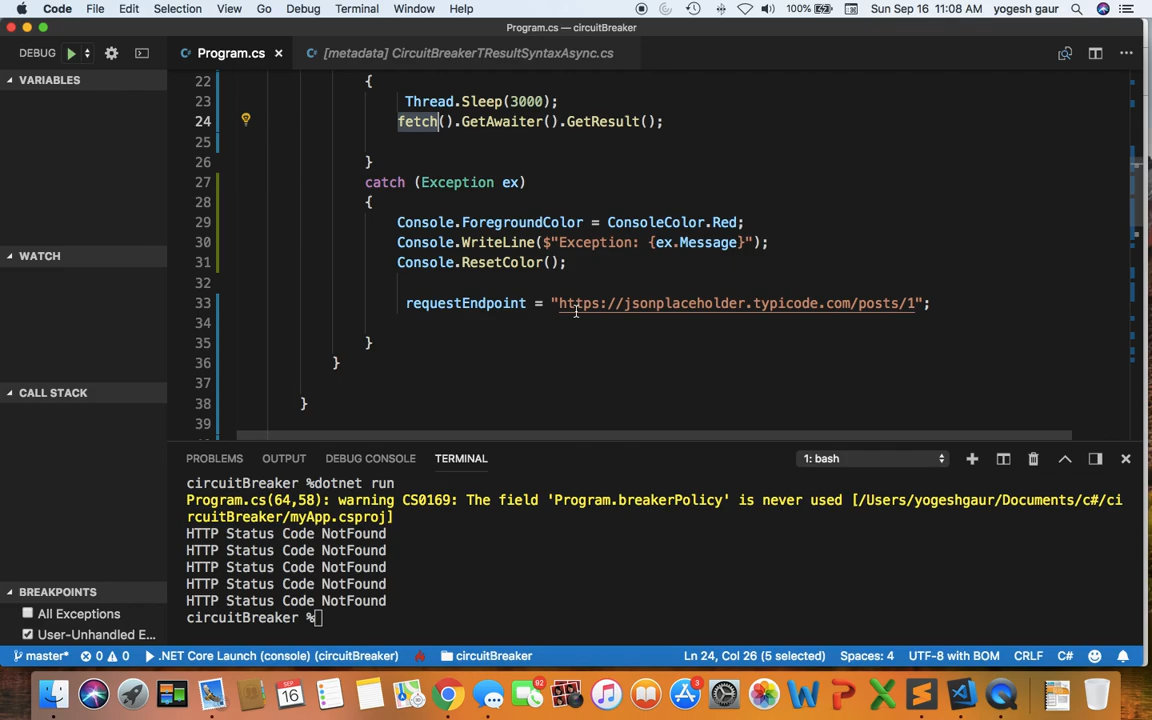 Code File Edit Selection View Go Debug Terminal Window Help 100% Sun Sep 16 11:08 AM yogesh gaur
Program.cs — circuitBreaker
DEBUG
Program.cs
[metadata] CircuitBreakerTResultSyntaxAsync.cs
VARIABLES
WATCH
CALL STACK
BREAKPOINTS
All Exceptions
User-Unhandled E...
22 {
23 Thread.Sleep(3000);
24 fetch().GetAwaiter().GetResult();
25
26 }
27 catch (Exception ex)
28 {
29 Console.ForegroundColor = ConsoleColor.Red;
30 Console.WriteLine($"Exception: {ex.Message}");
31 Console.ResetColor();
32
33 requestEndpoint = "https://jsonplaceholder.typicode.com/posts/1";
34
35 }
36 }
37
38 }
39
PROBLEMS OUTPUT DEBUG CONSOLE TERMINAL 1: bash
circuitBreaker %dotnet run
Program.cs(64,58): warning CS0169: The field 'Program.breakerPolicy' is never used [/Users/yogeshgaur/Documents/c#/ci
rcuitBreaker/myApp.csproj]
HTTP Status Code NotFound
HTTP Status Code NotFound
HTTP Status Code NotFound
HTTP Status Code NotFound
HTTP Status Code NotFound
circuitBreaker %
master* 0 0 .NET Core Launch (console) (circuitBreaker) circuitBreaker Ln 24, Col 26 (5 selected) Spaces: 4 UTF-8 with BOM CRLF C#
SEP
16
92
3